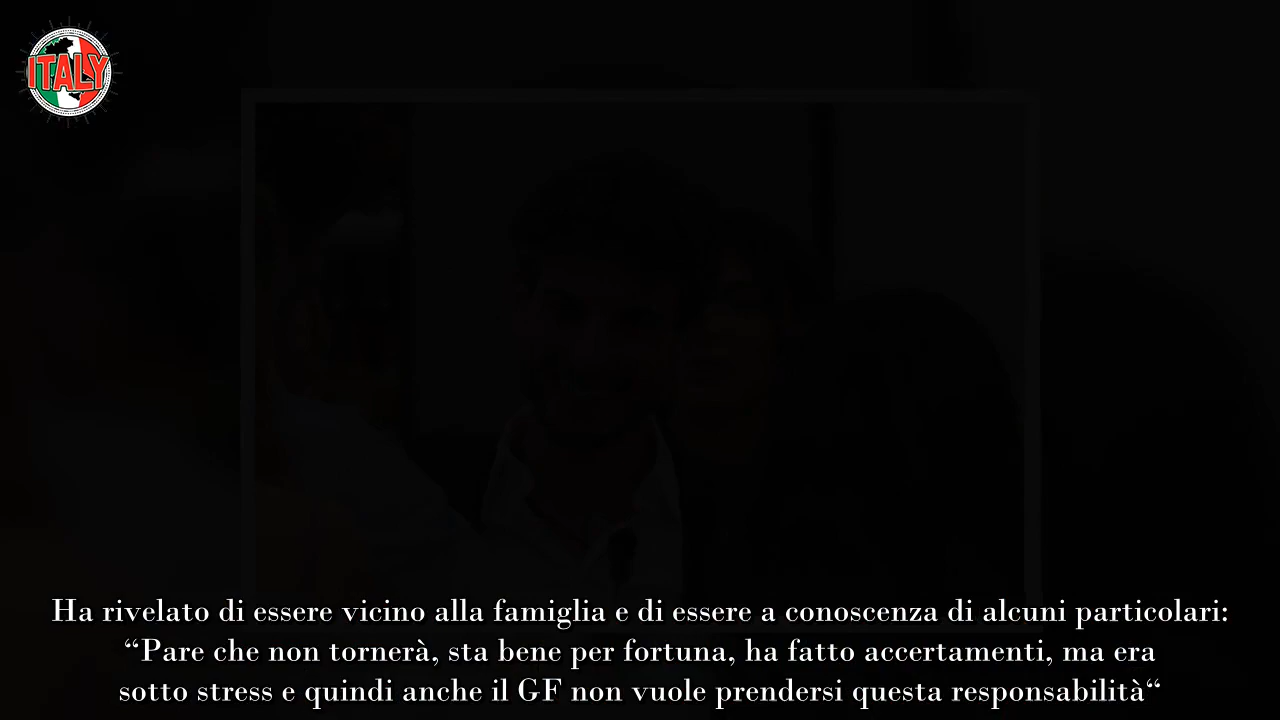 ITALY
Ha rivelato di essere vicino alla famiglia e di essere a conoscenza di alcuni particolari:
“Pare che non tornerà, sta bene per fortuna, ha fatto accertamenti, ma era
sotto stress e quindi anche il GF non vuole prendersi questa responsabilità“